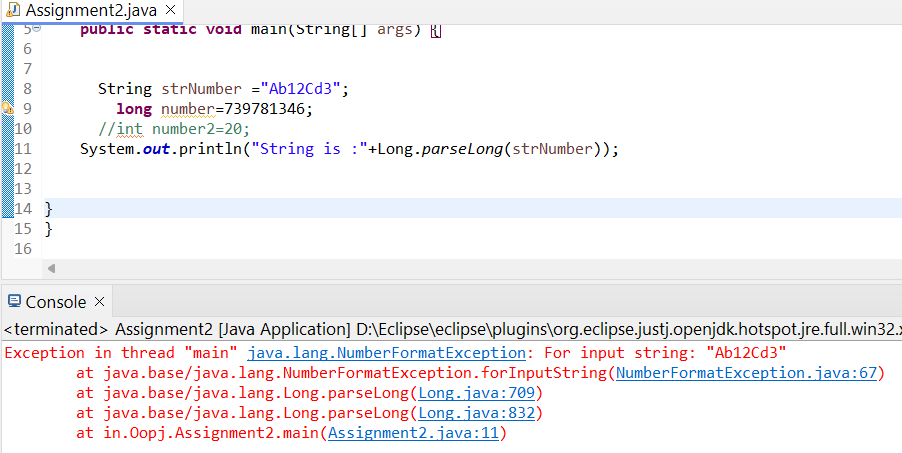 Assignment2.java
5 public static void main(String[] args) {
6
7
8 String strNumber ="Ab12Cd3";
9 long number=739781346;
10 //int number2=20;
11 System.out.println("String is :"+Long.parseLong(strNumber));
12
13
14 }
15 }
16
Console
<terminated> Assignment2 [Java Application] D:\Eclipse\eclipse\plugins\org.eclipse.justj.openjdk.hotspot.jre.full.win32.x
Exception in thread "main" java.lang.NumberFormatException: For input string: "Ab12Cd3"
at java.base/java.lang.NumberFormatException.forInputString(NumberFormatException.java:67)
at java.base/java.lang.Long.parseLong(Long.java:709)
at java.base/java.lang.Long.parseLong(Long.java:832)
at in.Oopj.Assignment2.main(Assignment2.java:11)